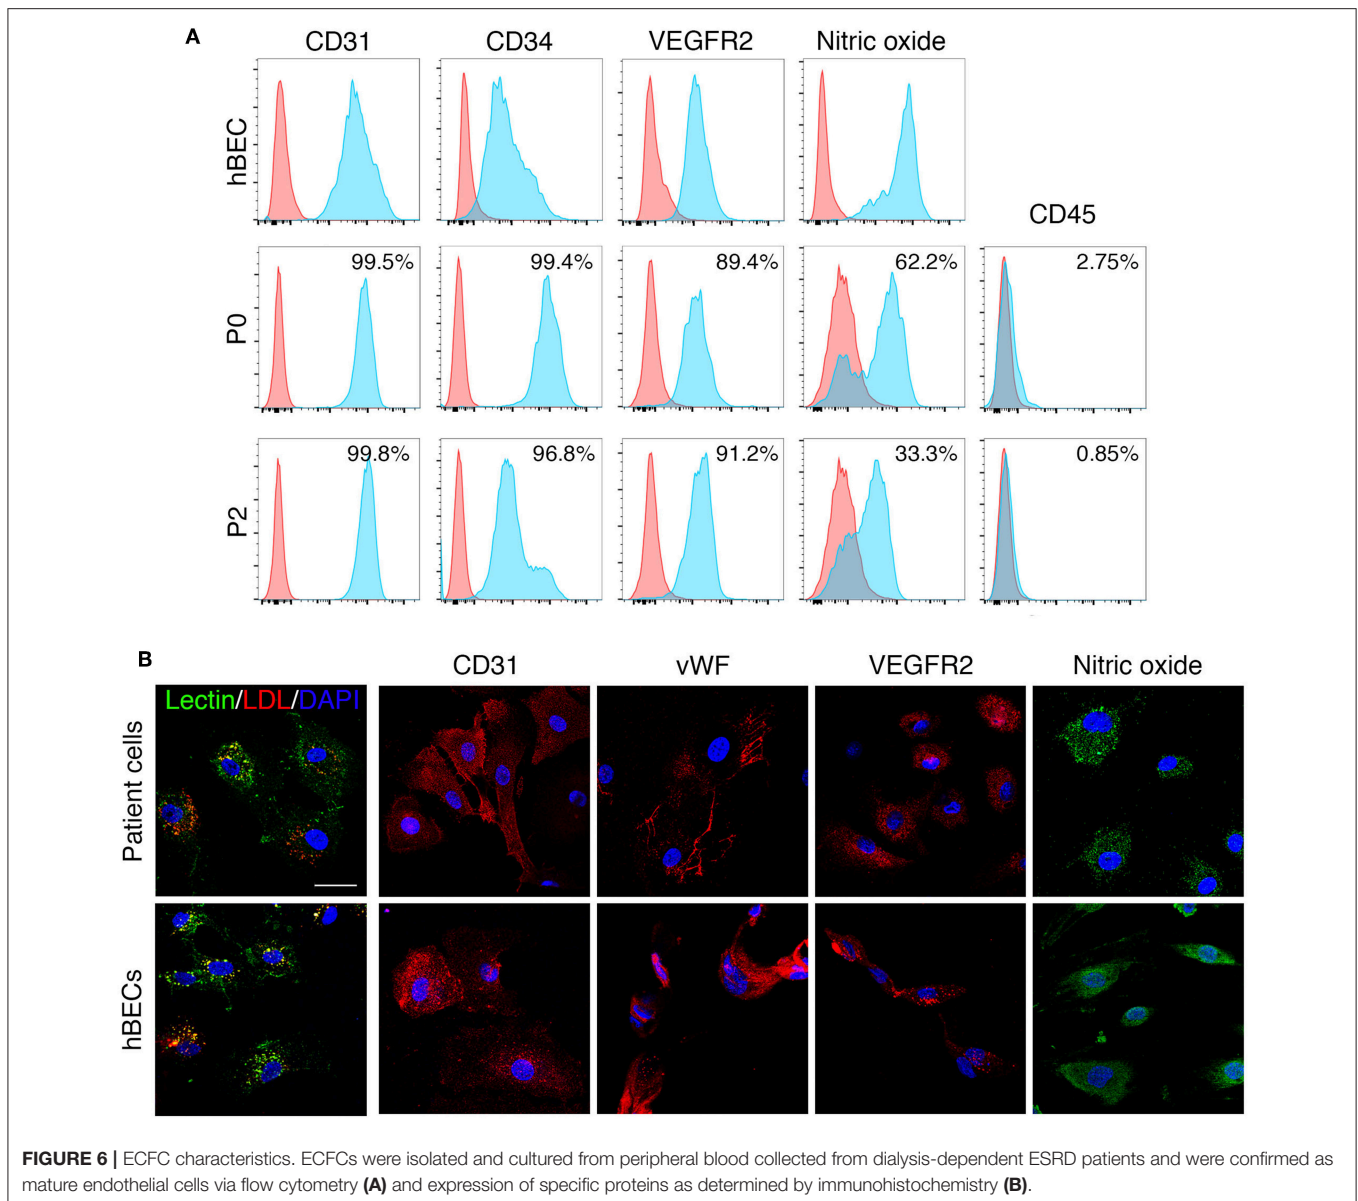 A
CD31 CD34 VEGFR2 Nitric oxide
hBEC
CD45
P0
99.5% 99.4% 89.4% 62.2% 2.75%
P2
99.8% 96.8% 91.2% 33.3% 0.85%
B
CD31 vWF VEGFR2 Nitric oxide
Lectin/LDL/DAPI
Patient cells
hBECs
FIGURE 6 | ECFC characteristics. ECFCs were isolated and cultured from peripheral blood collected from dialysis-dependent ESRD patients and were confirmed as
mature endothelial cells via flow cytometry (A) and expression of specific proteins as determined by immunohistochemistry (B).